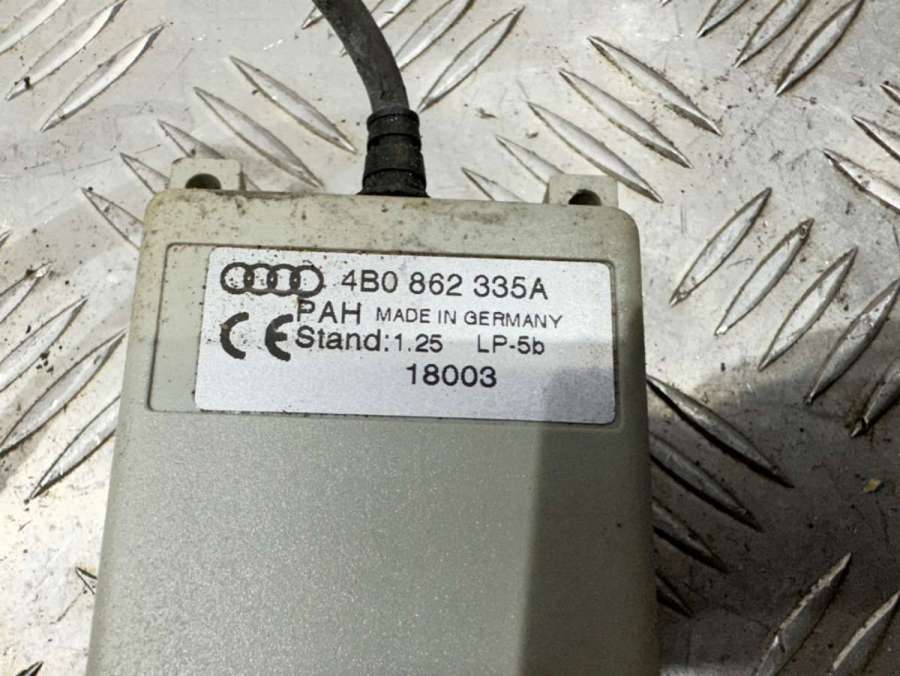 4B0 862 335A
PAH MADE IN GERMANY
CE Stand:1.25 LP-5b
18003